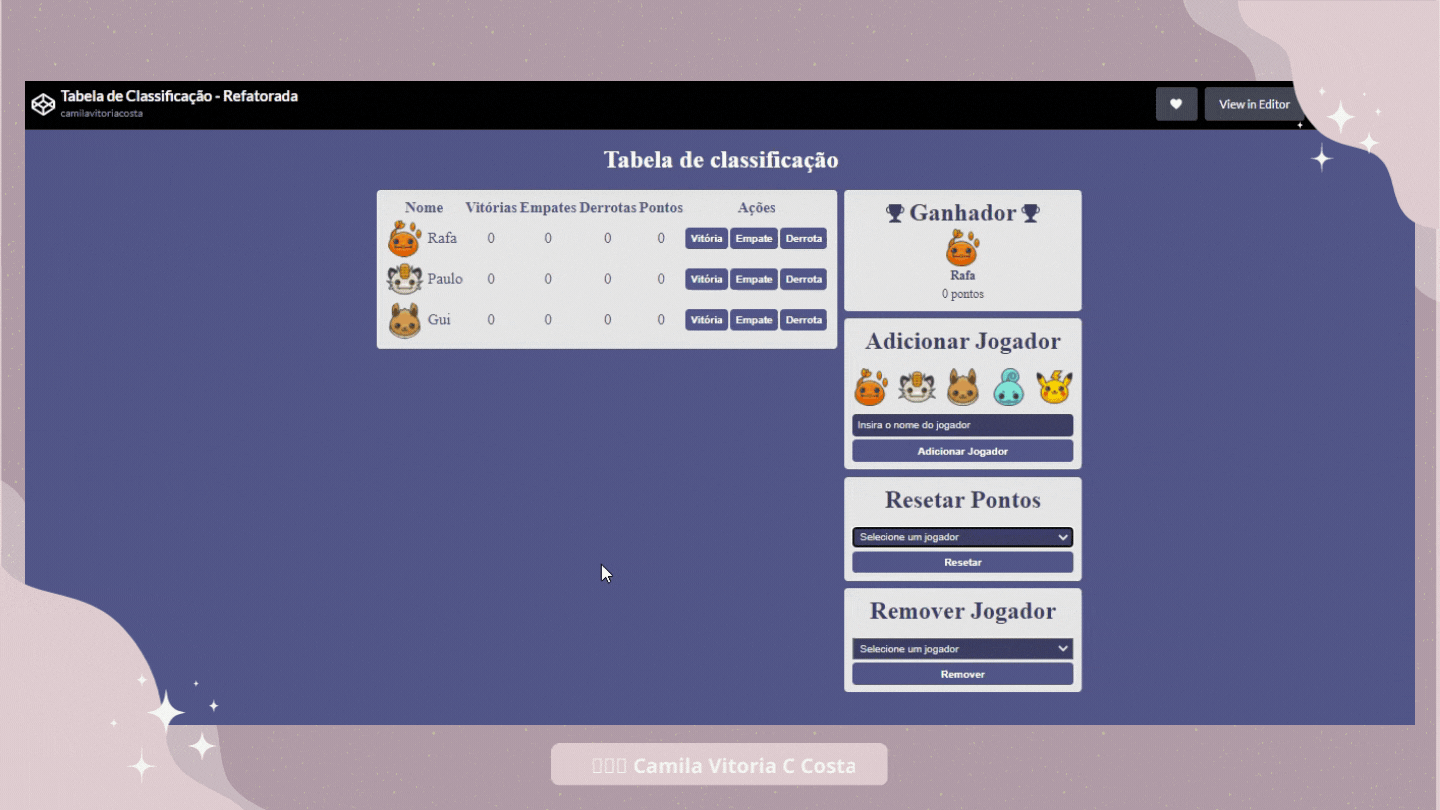 Tabela de Classificação - Refatorada
camilavitoriacosta
View in Editor
Tabela de classificação
Nome Vitórias Empates Derrotas Pontos Ações
Rafa 0 0 0 0 Vitória Empate Derrota
Paulo 0 0 0 0 Vitória Empate Derrota
Gui 0 0 0 0 Vitória Empate Derrota
Ganhador
Rafa
0 pontos
Adicionar Jogador
Insira o nome do jogador
Adicionar Jogador
Resetar Pontos
Selecione um jogador
Resetar
Remover Jogador
Selecione um jogador
Remover
Camila Vitoria C Costa